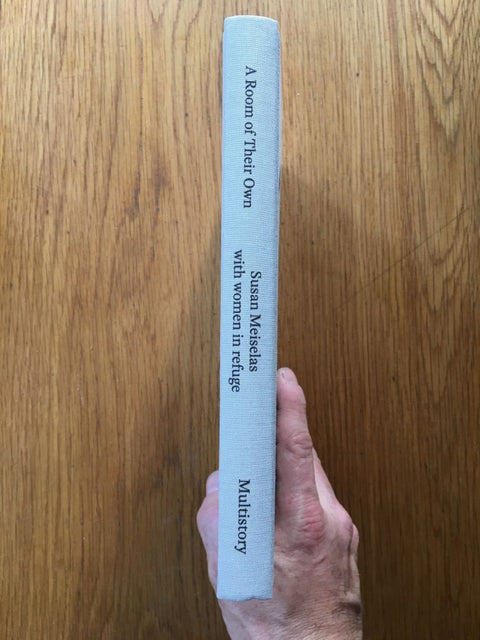 A Room of Their Own
Susan Meiselas
with women in refuge
Multistory